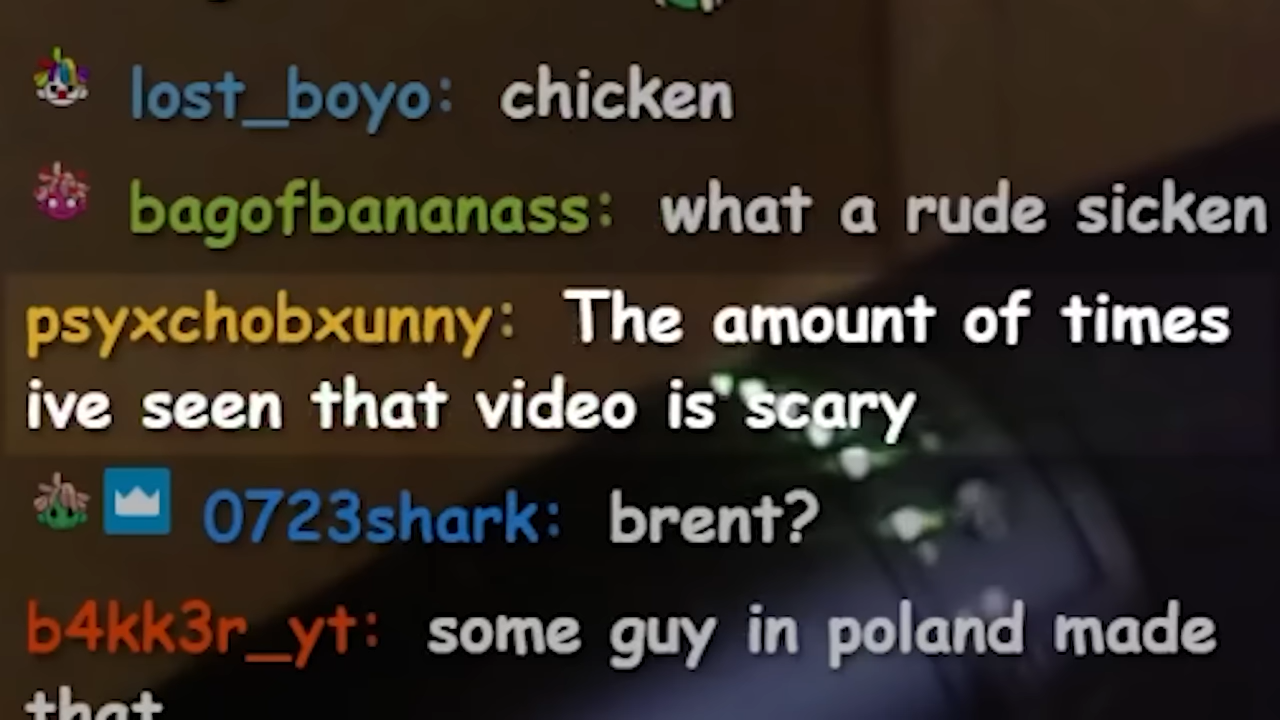 lost_boyo: chicken
bagofbananass: what a rude sicken
psyxchobxunny: The amount of times
ive seen that video is scary
0723shark: brent?
b4kk3r_yt: some guy in poland made
that